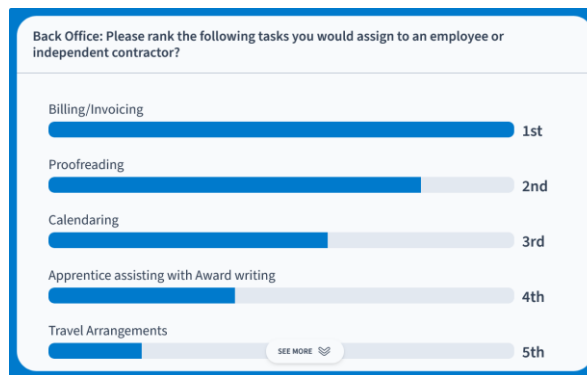 Back Office: Please rank the following tasks you would assign to an employee or
independent contractor?
Billing/Invoicing
1st
Proofreading
2nd
Calendaring
3rd
Apprentice assisting with Award writing
4th
Travel Arrangements
SEE MORE
5th